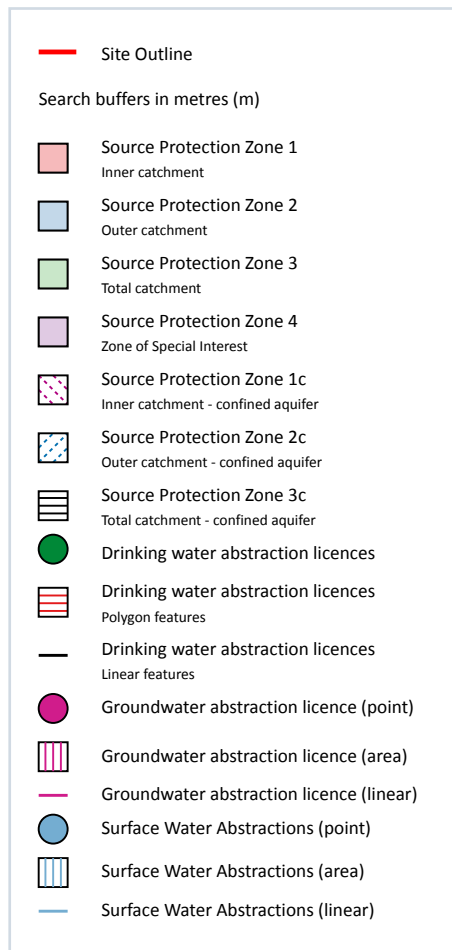 Site Outline
Search buffers in metres (m)
Source Protection Zone 1
Inner catchment
Source Protection Zone 2
Outer catchment
Source Protection Zone 3
Total catchment
Source Protection Zone 4
Zone of Special Interest
Source Protection Zone 1c
Inner catchment - confined aquifer
Source Protection Zone 2c
Outer catchment - confined aquifer
Source Protection Zone 3c
Total catchment - confined aquifer
Drinking water abstraction licences
Drinking water abstraction licences
Polygon features
Drinking water abstraction licences
Linear features
Groundwater abstraction licence (point)
Groundwater abstraction licence (area)
Groundwater abstraction licence (linear)
Surface Water Abstractions (point)
Surface Water Abstractions (area)
Surface Water Abstractions (linear)